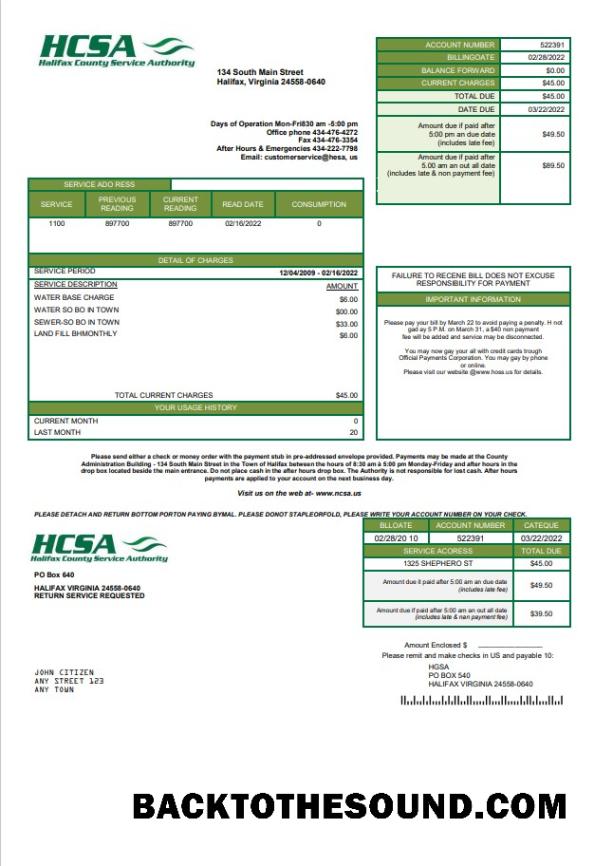 HCSA
Halifax County Service Authority
134 South Main Street
Halifax, Virginia 24558-0640
Days of Operation Mon-Fri830 am -5:00 pm
Office phone 434-476-4272
Fax 434-476-3354
After Hours & Emergencies 434-222-7798
Email: customerservice@hesa, us
ACCOUNT NUMBER 522391
BILLINGDATE 02/28/2022
BALANCE FORWARD $0.00
CURRENT CHARGES $45.00
TOTAL DUE $45.00
DATE DUE 03/22/2022
Amount due if paid after
5:00 pm an due date
(includes late fee)
$49.50
Amount due if paid after
5.00 am an out all date
(includes late & non payment fee)
$89.50
SERVICE ADO RESS
SERVICE PREVIOUS READING CURRENT READING READ DATE CONSUMPTION
1100 897700 897700 02/16/2022 0
DETAIL OF CHARGES
SERVICE PERIOD 12/04/2009 - 02/16/2022
SERVICE DESCRIPTION AMOUNT
WATER BASE CHARGE $6.00
WATER SO BO IN TOWN $00.00
SEWER-SO BO IN TOWN $33.00
LAND FILL BHMONTHLY $6.00
TOTAL CURRENT CHARGES $45.00
YOUR USAGE HISTORY
CURRENT MONTH 0
LAST MONTH 20
FAILURE TO RECENE BILL DOES NOT EXCUSE
RESPONSIBILITY FOR PAYMENT
IMPORTANT INFORMATION
Please pay your bill by March 22 to avoid paying a penalty. H not
gad ay 5 P.M. on March 31, a $40 non payment
fee will be added and service may be disconnected.
You may now gay your all with credit cards trough
Official Payments Corporation. You may gay by phone
or online.
Please visit our website @www.hoss.us for details.
Please send either a check or money order with the payment stub in pre-addressed envelope provided. Payments may be made at the County
Administration Building - 134 South Main Street in the Town of Halifax between the hours of 8:30 am à 5:00 pm Monday-Friday and after hours in the
drop box located beside the main entrance. Do not place cash in the after hours drop box. The Authority is not responsible for lost cash. After hours
payments are applied to your account on the next business day.
Visit us on the web at- www.ncsa.us
PLEASE DETACH AND RETURN BOTTOM PORTON PAYING BYMAL. PLEASE DONOT STAPLEORFOLD, PLEASE WRITE YOUR ACCOUNT NUMBER ON YOUR CHECK.
HCSA
Halifax County Service Authority
PO Box 640
HALIFAX VIRGINIA 24558-0640
RETURN SERVICE REQUESTED
BLLOATE ACCOUNT NUMBER CATEQUE
02/28/20 10 522391 03/22/2022
SERVICE ACORESS TOTAL DUE
1325 SHEPHERO ST $45.00
Amount due it paid after 5:00 am an due date
(includes late fee)
$49.50
Amount due if paid after 5:00 am an out all date
(includes late & nan payment fee)
$39.50
Amount Enclosed $
Please remit and make checks in US and payable 10:
HGSA
PO BOX 540
HALIFAX VIRGINIA 24558-0640
JOHN CITIZEN
ANY STREET 123
ANY TOWN
BACKTOTHESOUND.COM